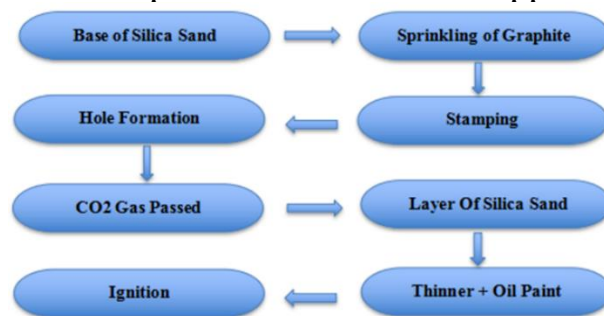 Base of Silica Sand
Sprinkling of Graphite
Hole Formation
Stamping
CO2 Gas Passed
Layer Of Silica Sand
Ignition
Thinner + Oil Paint